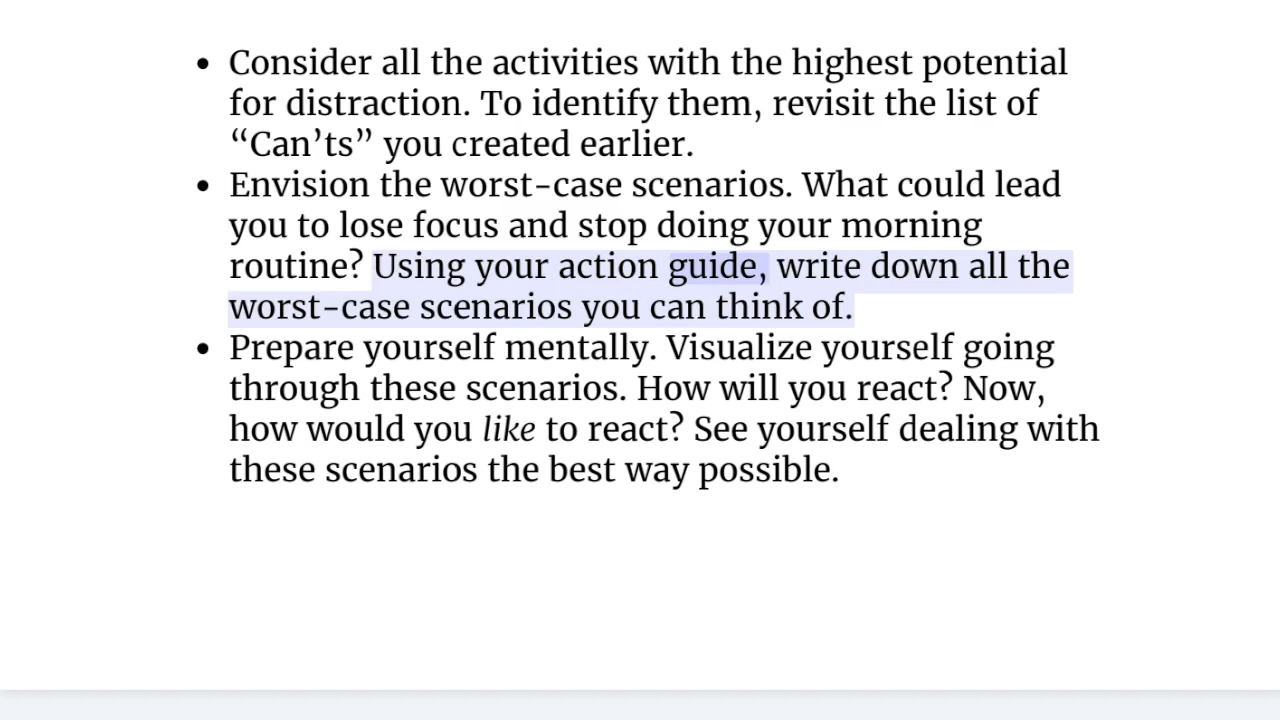 • Consider all the activities with the highest potential
for distraction. To identify them, revisit the list of
“Can’ts” you created earlier.
• Envision the worst-case scenarios. What could lead
you to lose focus and stop doing your morning
routine? Using your action guide, write down all the
worst-case scenarios you can think of.
• Prepare yourself mentally. Visualize yourself going
through these scenarios. How will you react? Now,
how would you like to react? See yourself dealing with
these scenarios the best way possible.